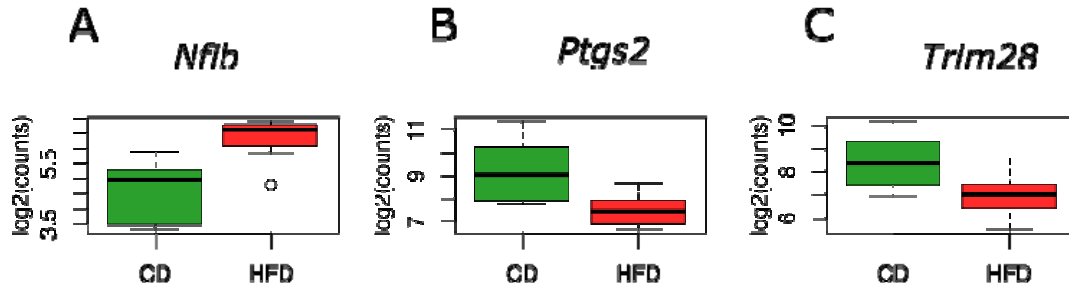 A
Nfib
log2(counts)
5.5
3.5
CD
HFD
B
Ptgs2
log2(counts)
11
9
7
CD
HFD
C
Trim28
log2(counts)
10
8
6
CD
HFD